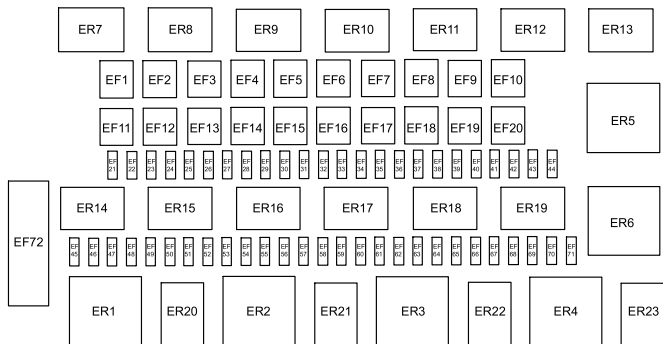 ER7 ER8 ER9 ER10 ER11 ER12 ER13
EF1 EF2 EF3 EF4 EF5 EF6 EF7 EF8 EF9 EF10
ER5
EF11 EF12 EF13 EF14 EF15 EF16 EF17 EF18 EF19 EF20
EF 21 EF 22 EF 23 EF 24 EF 25 EF 26 EF 27 EF 28 EF 29 EF 30 EF 31 EF 32 EF 33 EF 34 EF 35 EF 36 EF 37 EF 38 EF 39 EF 40 EF 41 EF 42 EF 43 EF 44
ER14 ER15 ER16 ER17 ER18 ER19
ER6
EF72
EF 45 EF 46 EF 47 EF 48 EF 49 EF 50 EF 51 EF 52 EF 53 EF 54 EF 55 EF 56 EF 57 EF 58 EF 59 EF 60 EF 61 EF 62 EF 63 EF 64 EF 65 EF 66 EF 67 EF 68 EF 69 EF 70 EF 71
ER1 ER20 ER2 ER21 ER3 ER22 ER4 ER23